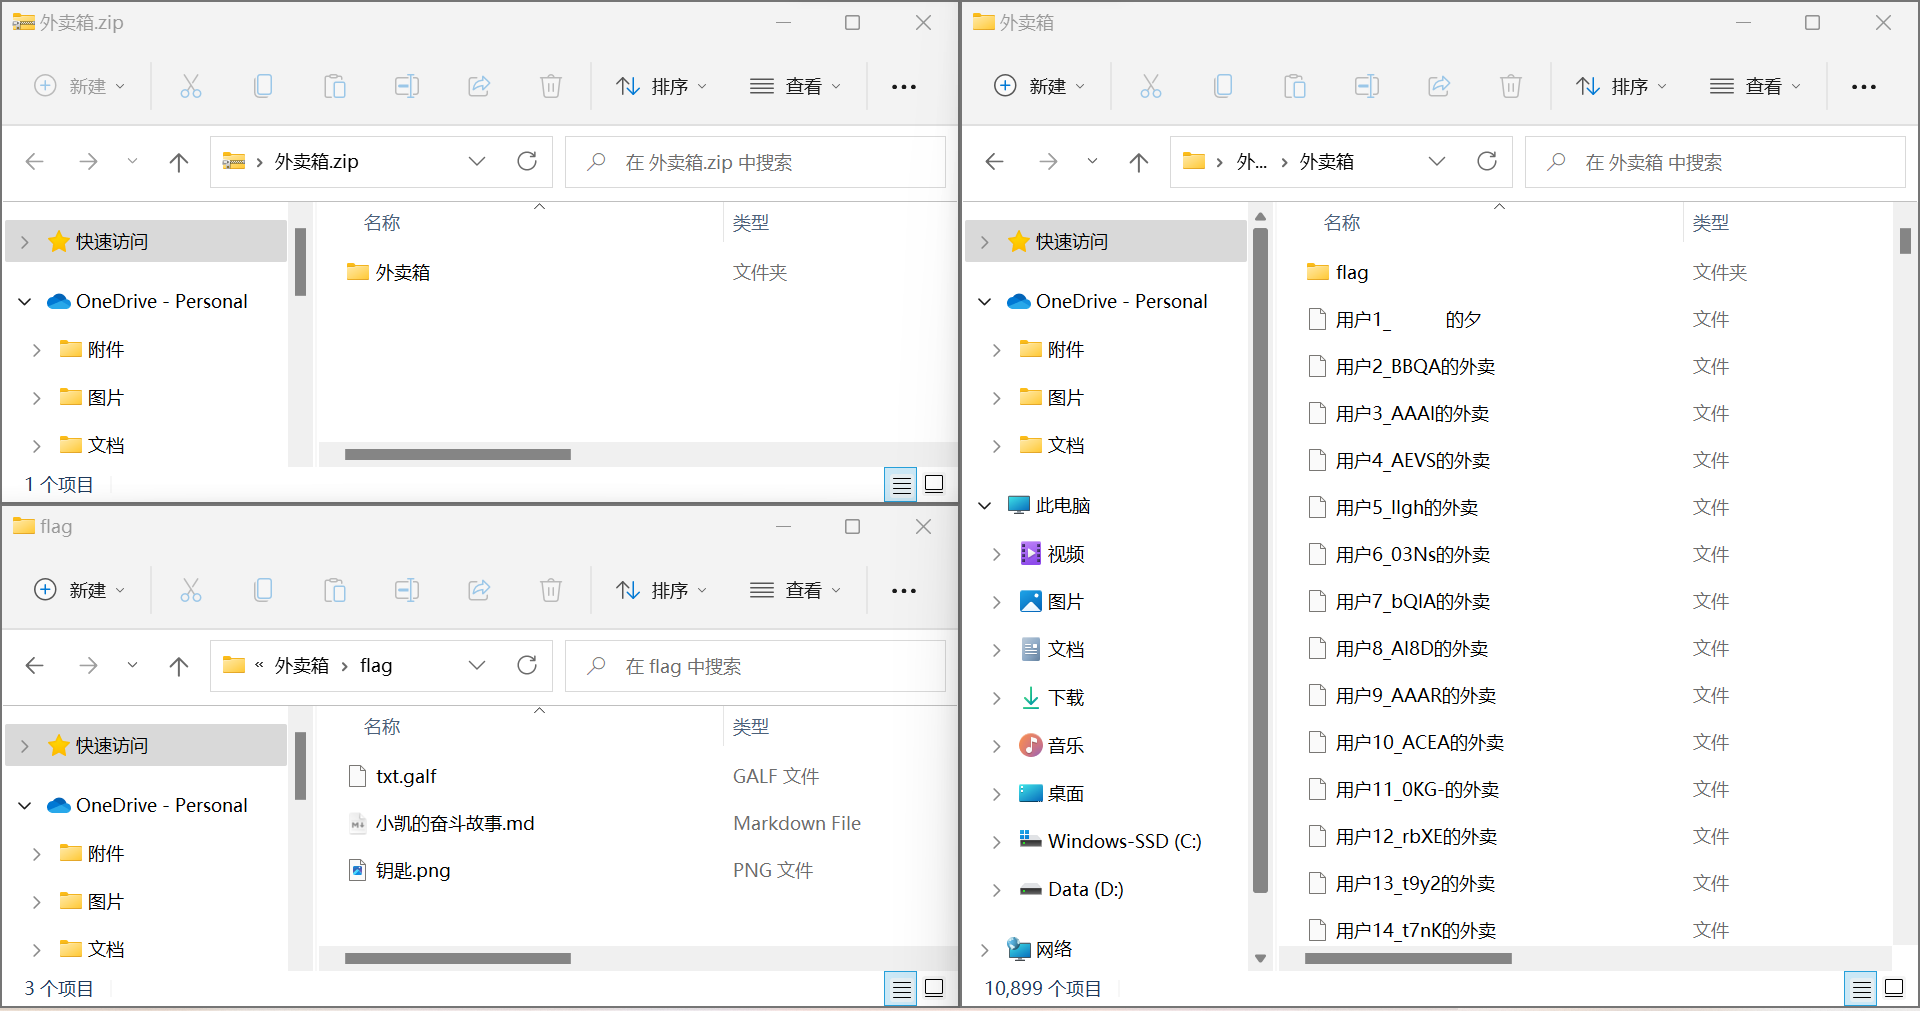 外卖箱.zip
新建
排序
查看
外卖箱.zip
在 外卖箱.zip 中搜索
名称
类型
快速访问
外卖箱
文件夹
OneDrive - Personal
附件
图片
文档
1 个项目
flag
新建
排序
查看
« 外卖箱 › flag
在 flag 中搜索
名称
类型
快速访问
txt.galf
GALF 文件
OneDrive - Personal
小凯的奋斗故事.md
Markdown File
附件
钥匙.png
PNG 文件
图片
文档
3 个项目
外卖箱
新建
排序
查看
外... › 外卖箱
在 外卖箱 中搜索
快速访问
OneDrive - Personal
附件
图片
文档
此电脑
视频
图片
文档
下载
音乐
桌面
Windows-SSD (C:)
Data (D:)
网络
名称
类型
flag
文件夹
用户1_ 的夕
文件
用户2_BBQA的外卖
文件
用户3_AAAI的外卖
文件
用户4_AEVS的外卖
文件
用户5_IIgh的外卖
文件
用户6_03Ns的外卖
文件
用户7_bQIA的外卖
文件
用户8_AI8D的外卖
文件
用户9_AAAR的外卖
文件
用户10_ACEA的外卖
文件
用户11_0KG-的外卖
文件
用户12_rbXE的外卖
文件
用户13_t9y2的外卖
文件
用户14_t7nK的外卖
文件
10,899 个项目